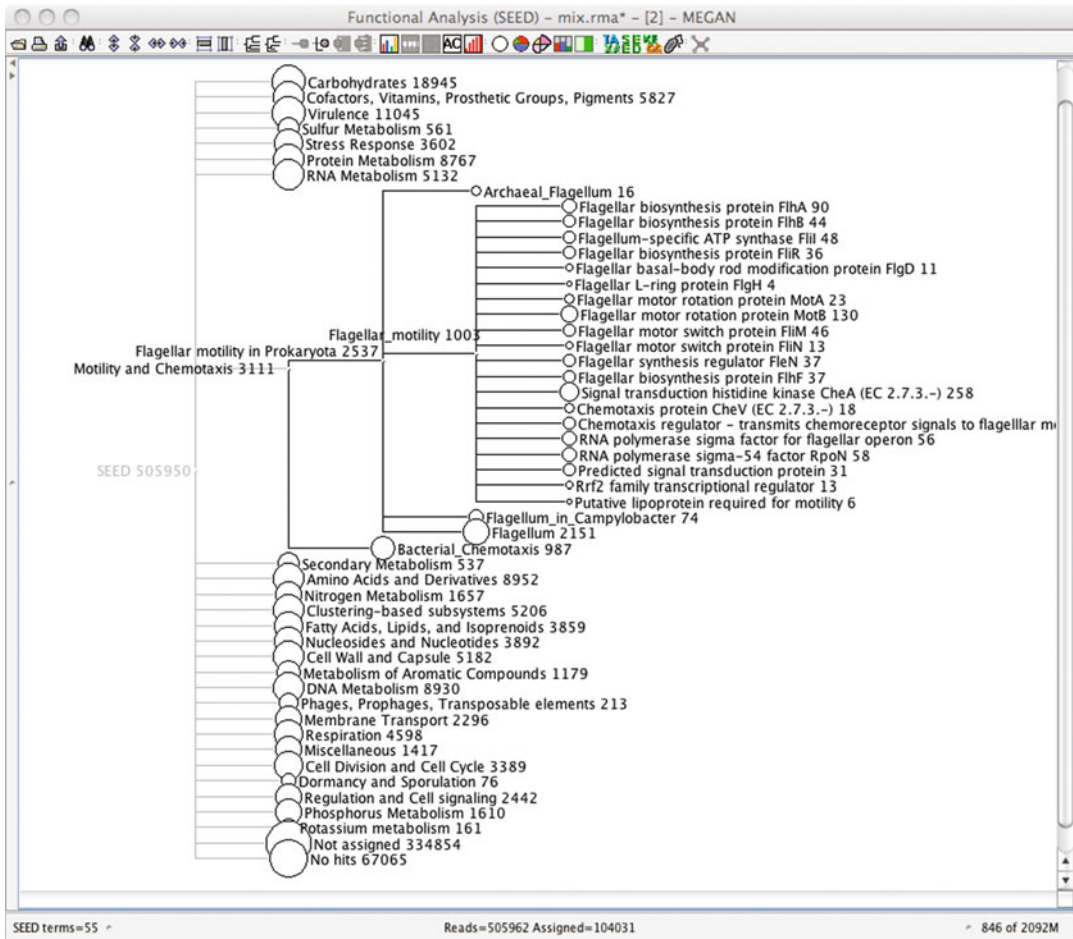 Functional Analysis (SEED) – mix.rma* – [2] – MEGAN
AC
Carbohydrates 18945
Cofactors, Vitamins, Prosthetic Groups, Pigments 5827
Virulence 11045
Sulfur Metabolism 561
Stress Response 3602
Protein Metabolism 8767
RNA Metabolism 5132
Archaeal_Flagellum 16
Flagellar biosynthesis protein FlhA 90
Flagellar biosynthesis protein FlhB 44
Flagellum-specific ATP synthase FliI 48
Flagellar biosynthesis protein FliR 36
Flagellar basal-body rod modification protein FlgD 11
Flagellar L-ring protein FlgH 4
Flagellar motor rotation protein MotA 23
Flagellar motor rotation protein MotB 130
Flagellar motor switch protein FliM 46
Flagellar_motility 1003
Flagellar motor switch protein FliN 13
Flagellar motility in Prokaryota 2537
Flagellar synthesis regulator FleN 37
Motility and Chemotaxis 3111
Flagellar biosynthesis protein FlhF 37
Signal transduction histidine kinase CheA (EC 2.7.3.-) 258
Chemotaxis protein CheV (EC 2.7.3.-) 18
Chemotaxis regulator – transmits chemoreceptor signals to flagelllar m
RNA polymerase sigma factor for flagellar operon 56
RNA polymerase sigma-54 factor RpoN 58
SEED 505950
Predicted signal transduction protein 31
Rrf2 family transcriptional regulator 13
Putative lipoprotein required for motility 6
Flagellum_in_Campylobacter 74
Flagellum 2151
Bacterial_Chemotaxis 987
Secondary Metabolism 537
Amino Acids and Derivatives 8952
Nitrogen Metabolism 1657
Clustering-based subsystems 5206
Fatty Acids, Lipids, and Isoprenoids 3859
Nucleosides and Nucleotides 3892
Cell Wall and Capsule 5182
Metabolism of Aromatic Compounds 1179
DNA Metabolism 8930
Phages, Prophages, Transposable elements 213
Membrane Transport 2296
Respiration 4598
Miscellaneous 1417
Cell Division and Cell Cycle 3389
Dormancy and Sporulation 76
Regulation and Cell signaling 2442
Phosphorus Metabolism 1610
Potassium metabolism 161
Not assigned 334854
No hits 67065
SEED terms=55
Reads=505962 Assigned=104031
846 of 2092M